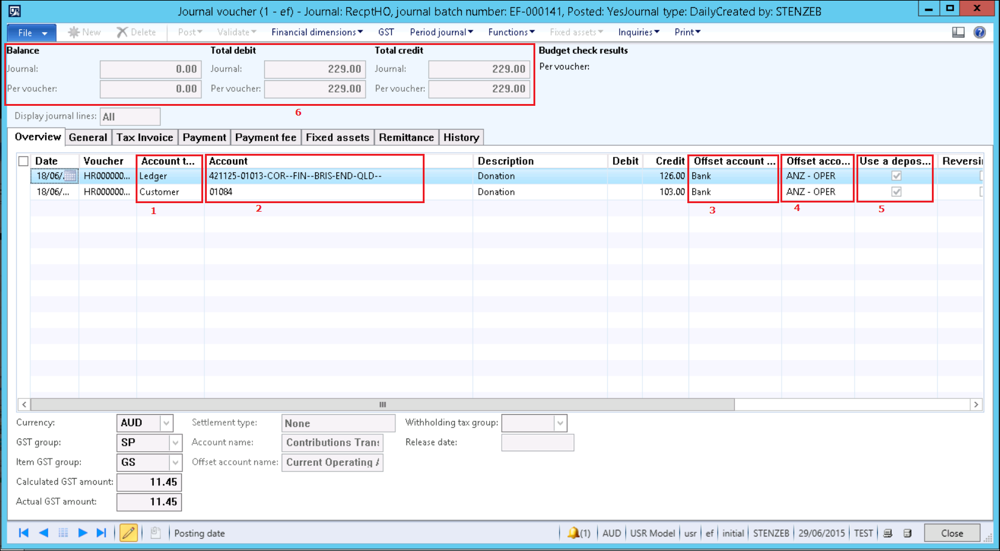 Journal voucher (1 - ef) - Journal: RecptHO, journal batch number: EF-000141, Posted: YesJournal type: DailyCreated by: STENZEB
File New Delete Post Validate Financial dimensions GST Period journal Functions Fixed assets Inquiries Print
Balance Total debit Total credit Budget check results
Journal: 0.00 Journal: 229.00 Journal: 229.00 Per voucher:
Per voucher: 0.00 Per voucher: 229.00 Per voucher: 229.00
6
Display journal lines: All
Overview General Tax Invoice Payment Payment fee Fixed assets Remittance History
Date Voucher Account t... Account Description Debit Credit Offset account ... Offset acco... Use a depos... Reversi
18/06/... HR000000... Ledger 421125-01013-COR--FIN--BRIS-END-QLD-- Donation 126.00 Bank ANZ - OPER
18/06/... HR000000... Customer 01084 Donation 103.00 Bank ANZ - OPER
1 2 3 4 5
Currency: AUD Settlement type: None Withholding tax group:
GST group: SP Account name: Contributions Trans Release date:
Item GST group: GS Offset account name: Current Operating A
Calculated GST amount: 11.45
Actual GST amount: 11.45
Posting date (1) AUD USR Model usr ef initial STENZEB 29/06/2015 TEST Close